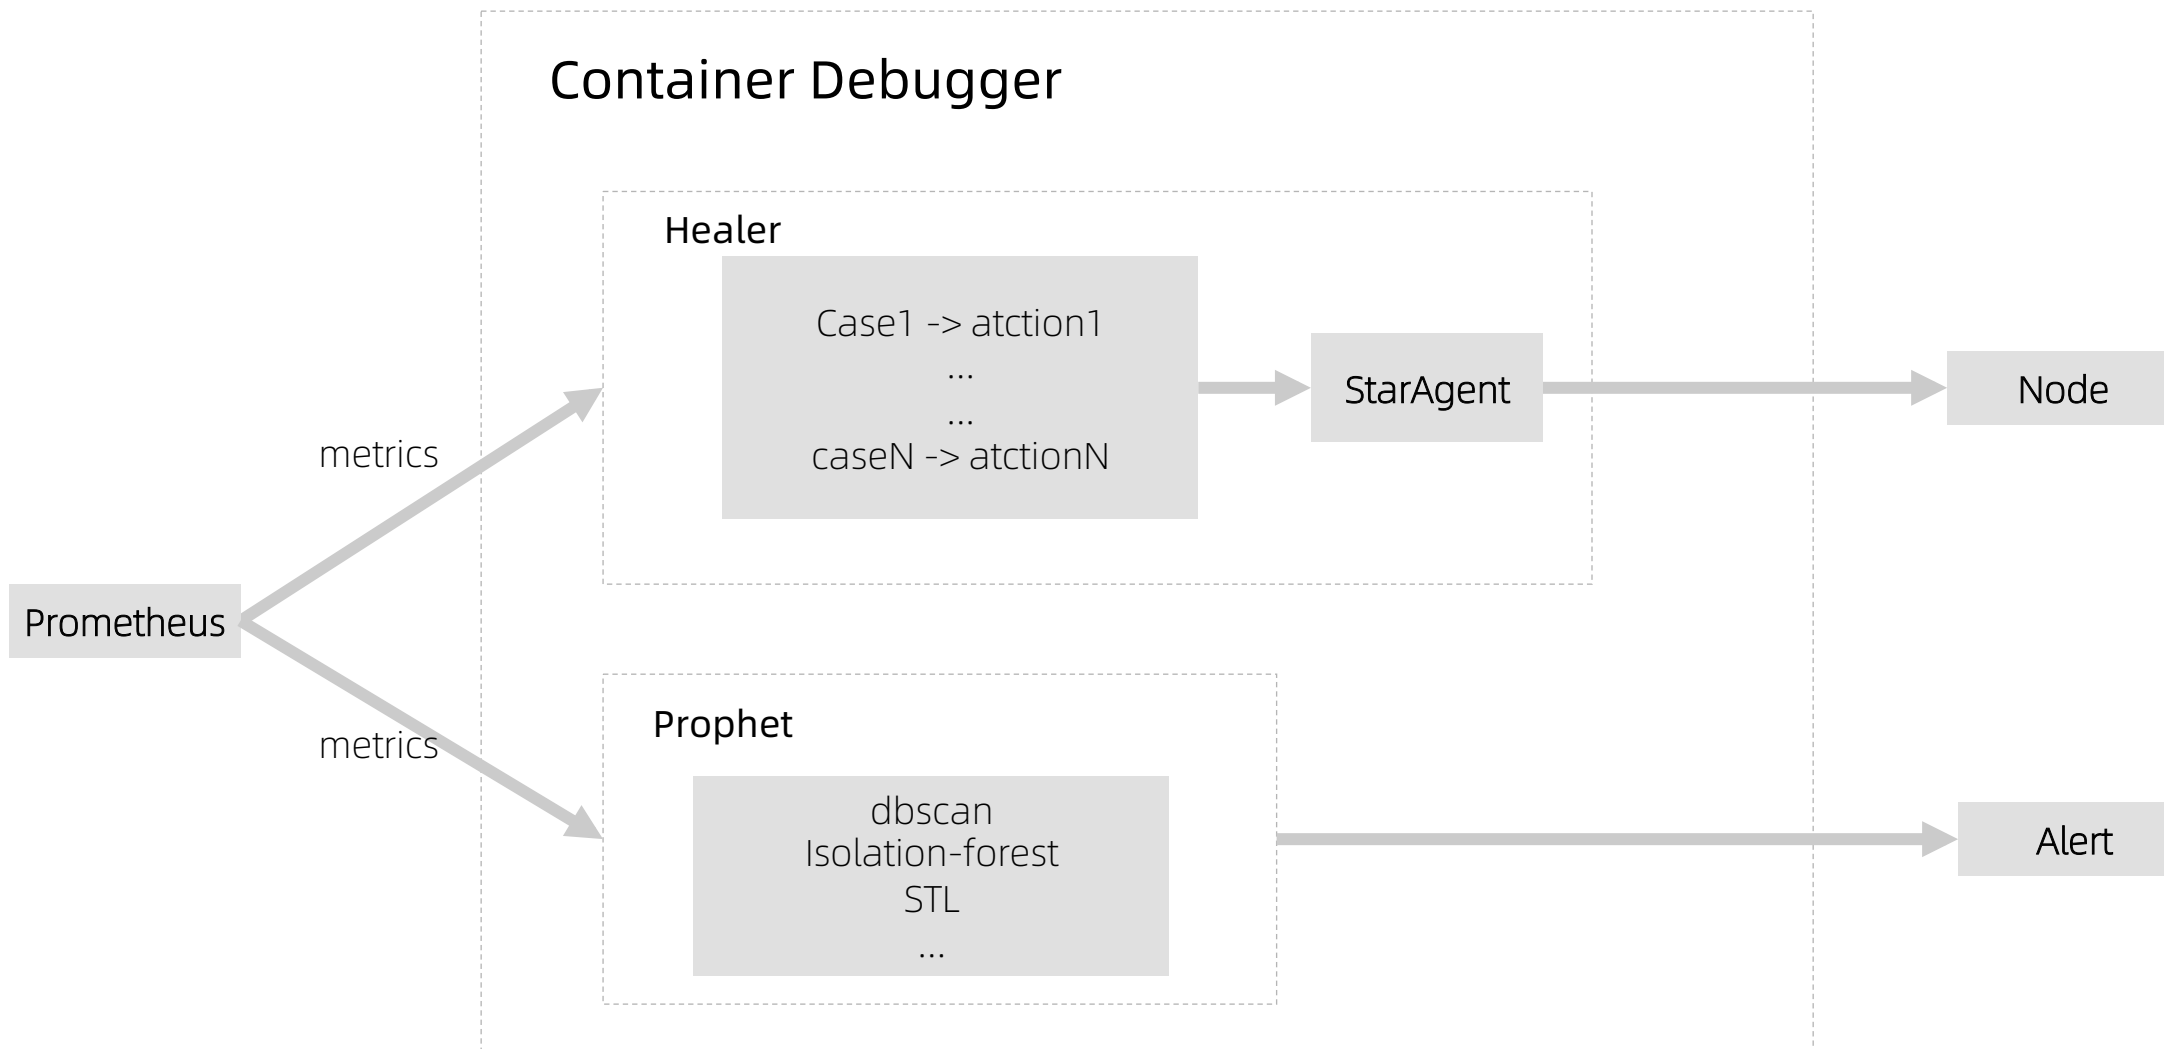 Container Debugger
Healer
Case1 -> atction1
...
...
caseN -> atctionN
StarAgent
Node
metrics
Prometheus
metrics
Prophet
dbscan
Isolation-forest
STL
...
Alert